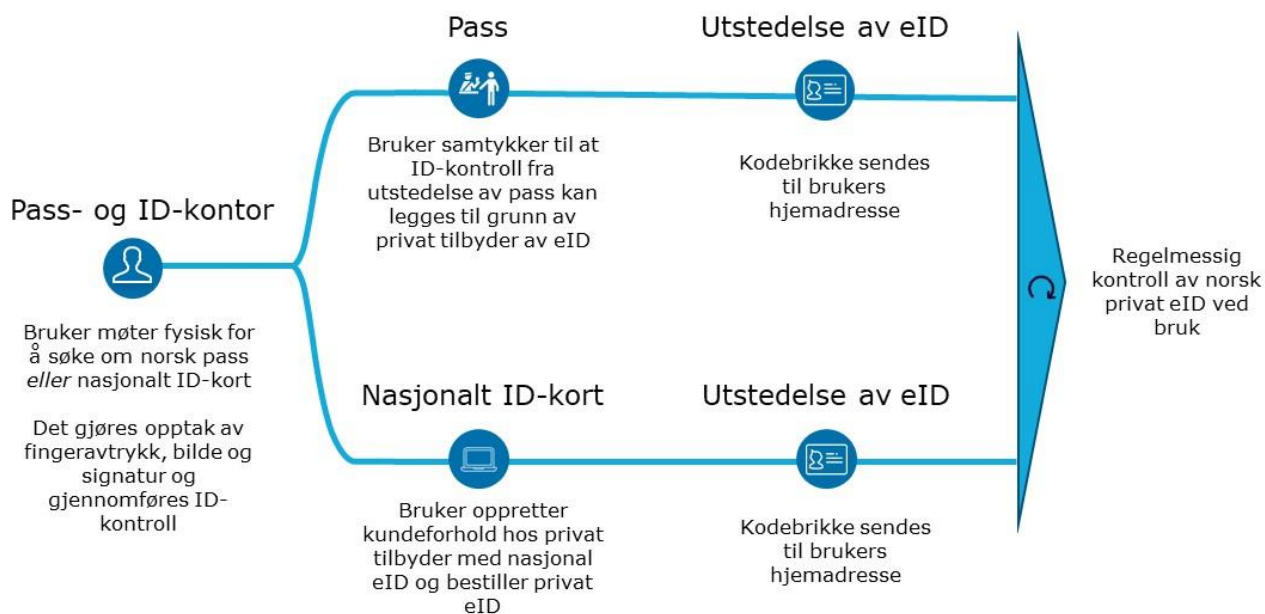 Pass- og ID-kontor
Bruker møter fysisk for
å søke om norsk pass
eller nasjonalt ID-kort
Det gjøres opptak av
fingeravtrykk, bilde og
signatur og
gjennomføres ID-
kontroll
Pass
Bruker samtykker til at
ID-kontroll fra
utstedelse av pass kan
legges til grunn av
privat tilbyder av eID
Utstedelse av eID
Kodebrikke sendes
til brukers
hjemadresse
Nasjonalt ID-kort
Bruker oppretter
kundeforhold hos privat
tilbyder med nasjonal
eID og bestiller privat
eID
Utstedelse av eID
Kodebrikke sendes
til brukers
hjemadresse
Regelmessig
kontroll av norsk
privat eID ved
bruk